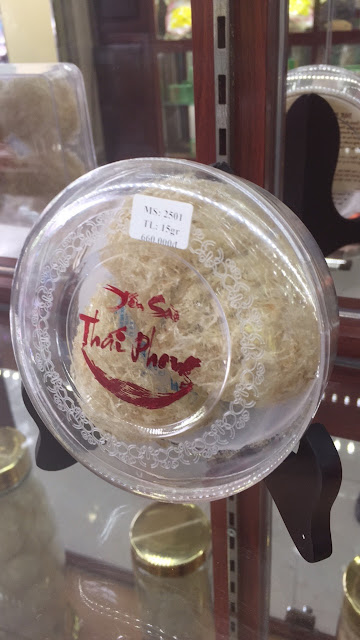 MS: 2501
TL: 15gr
660.000đ
Yến Sào
Thái Phong